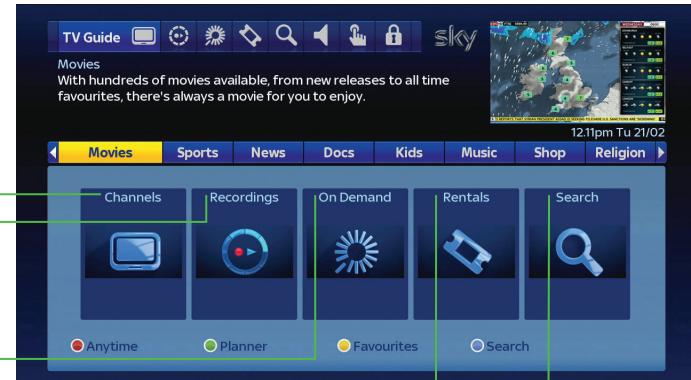 TV Guide
sky
Movies
With hundreds of movies available, from new releases to all time
favourites, there's always a movie for you to enjoy.
12.11pm Tu 21/02
Movies Sports News Docs Kids Music Shop Religion
Channels Recordings On Demand Rentals Search
Anytime Planner Favourites Search